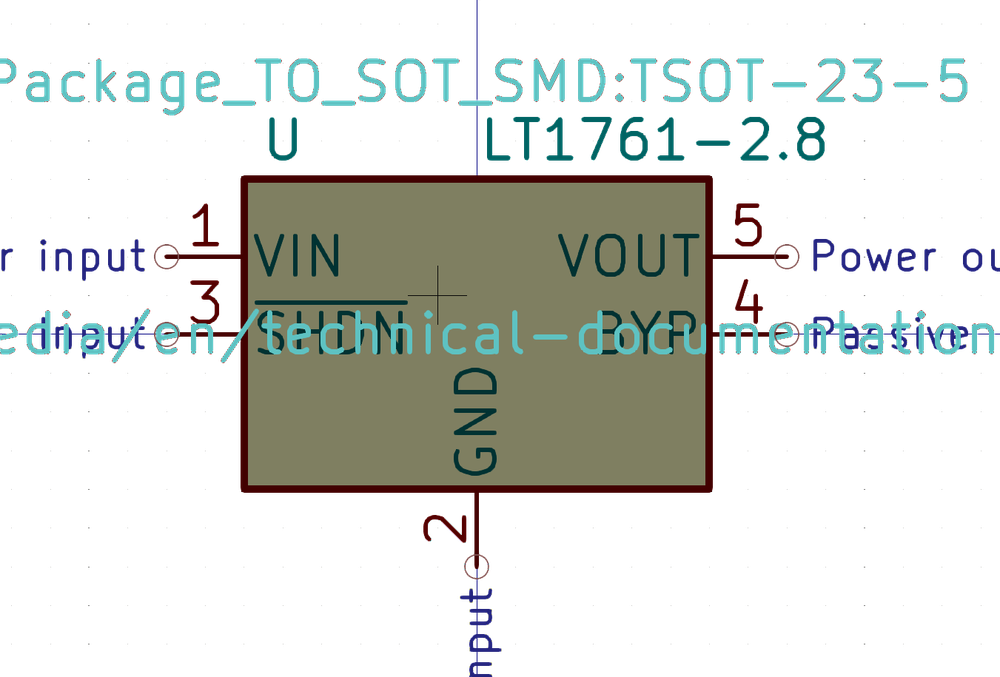 Package_TO_SOT_SMD:TSOT-23-5
U LT1761-2.8
1 5
r input VIN VOUT Power ou
3 4
edia/en/technical-documentation
Input SHDN BYP Passive
GND
2
nput